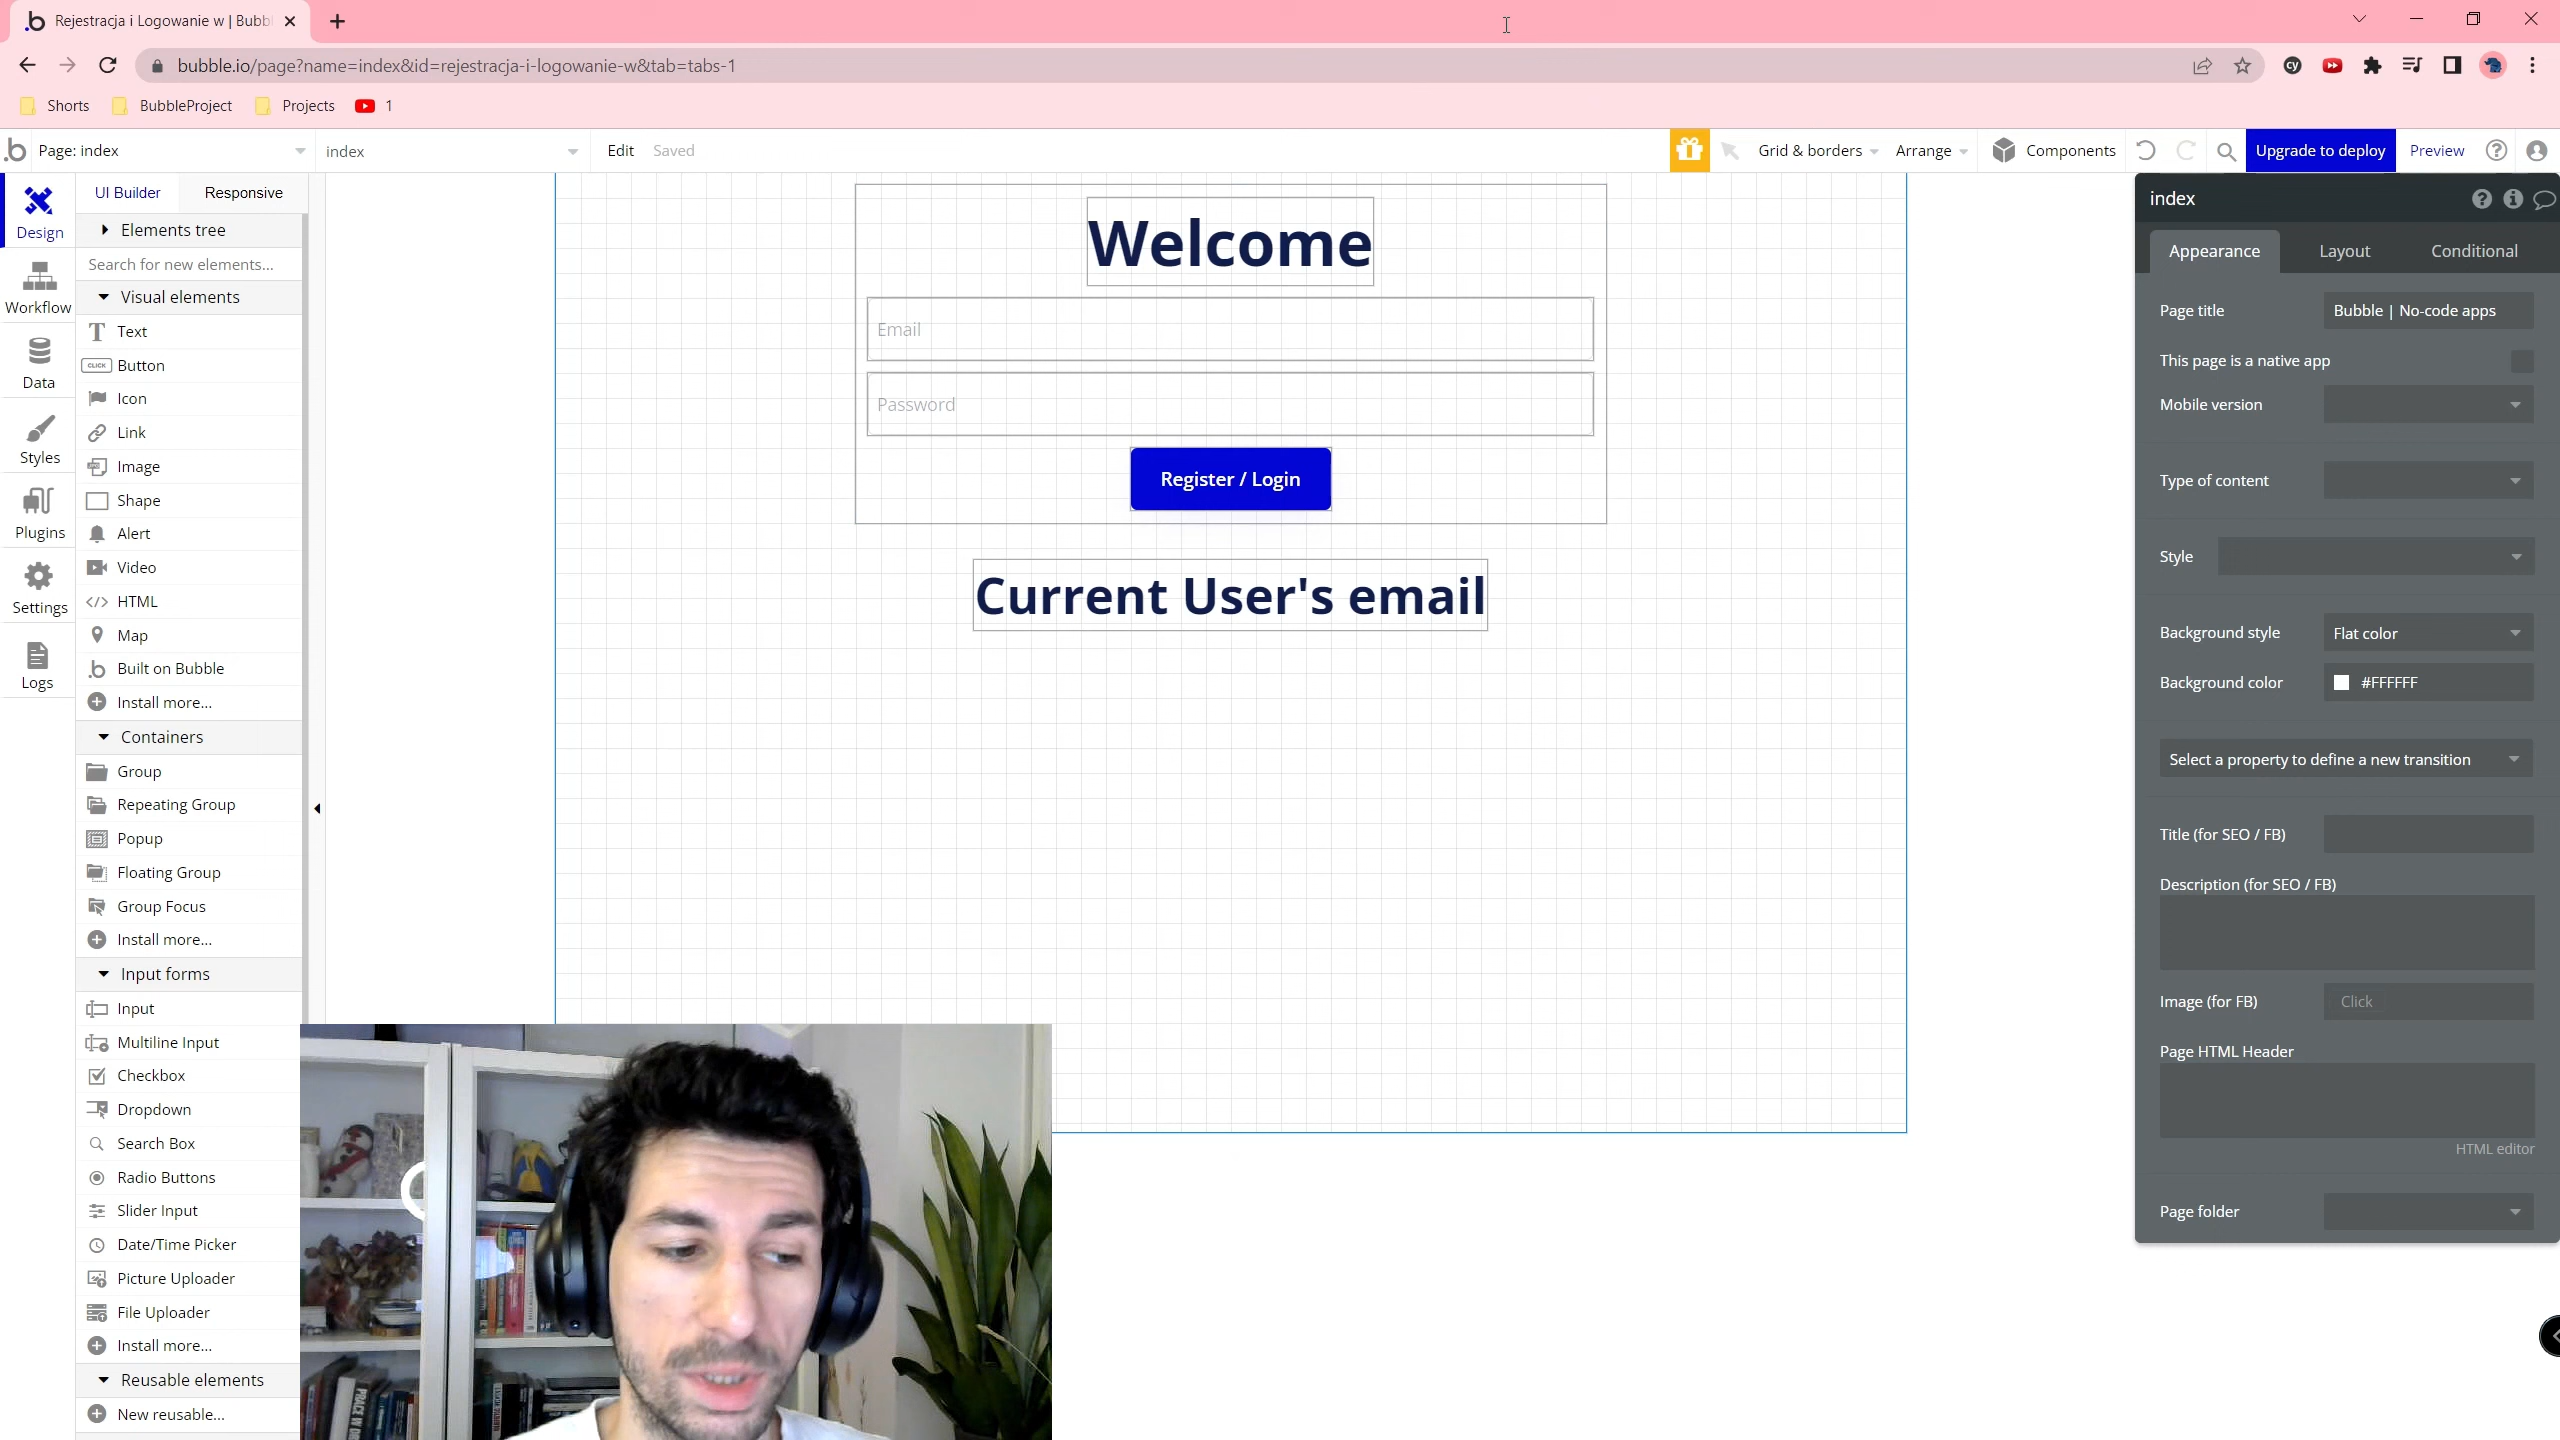 Rejestracja i Logowanie w | Bubbl
bubble.io/page?name=index&id=rejestracja-i-logowanie-w&tab=tabs-1
cy
Shorts
BubbleProject
Projects
1
Page: index
index
Edit
Saved
Grid & borders
Arrange
Components
Upgrade to deploy
Preview
Design
Workflow
Data
Styles
Plugins
Settings
Logs
UI Builder
Responsive
Elements tree
Search for new elements...
Visual elements
Text
CLICK
Button
Icon
Link
Image
Shape
Alert
Video
HTML
Map
Built on Bubble
Install more...
Containers
Group
Repeating Group
Popup
Floating Group
Group Focus
Install more...
Input forms
Input
Multiline Input
Checkbox
Dropdown
Search Box
Radio Buttons
Slider Input
Date/Time Picker
Picture Uploader
File Uploader
Install more...
Reusable elements
New reusable...
Welcome
Email
Password
Register / Login
Current User's email
index
Appearance
Layout
Conditional
Page title
Bubble | No-code apps
This page is a native app
Mobile version
Type of content
Style
Background style
Flat color
Background color
#FFFFFF
Select a property to define a new transition
Title (for SEO / FB)
Description (for SEO / FB)
Image (for FB)
Click
Page HTML Header
HTML editor
Page folder